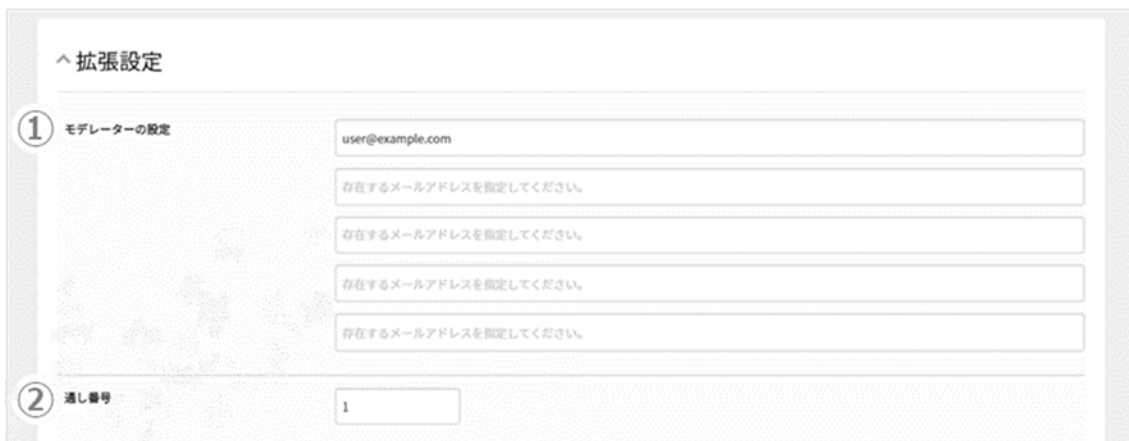 拡張設定
① モデレーターの設定
user@example.com
存在するメールアドレスを指定してください。
存在するメールアドレスを指定してください。
存在するメールアドレスを指定してください。
存在するメールアドレスを指定してください。
② 通し番号
1